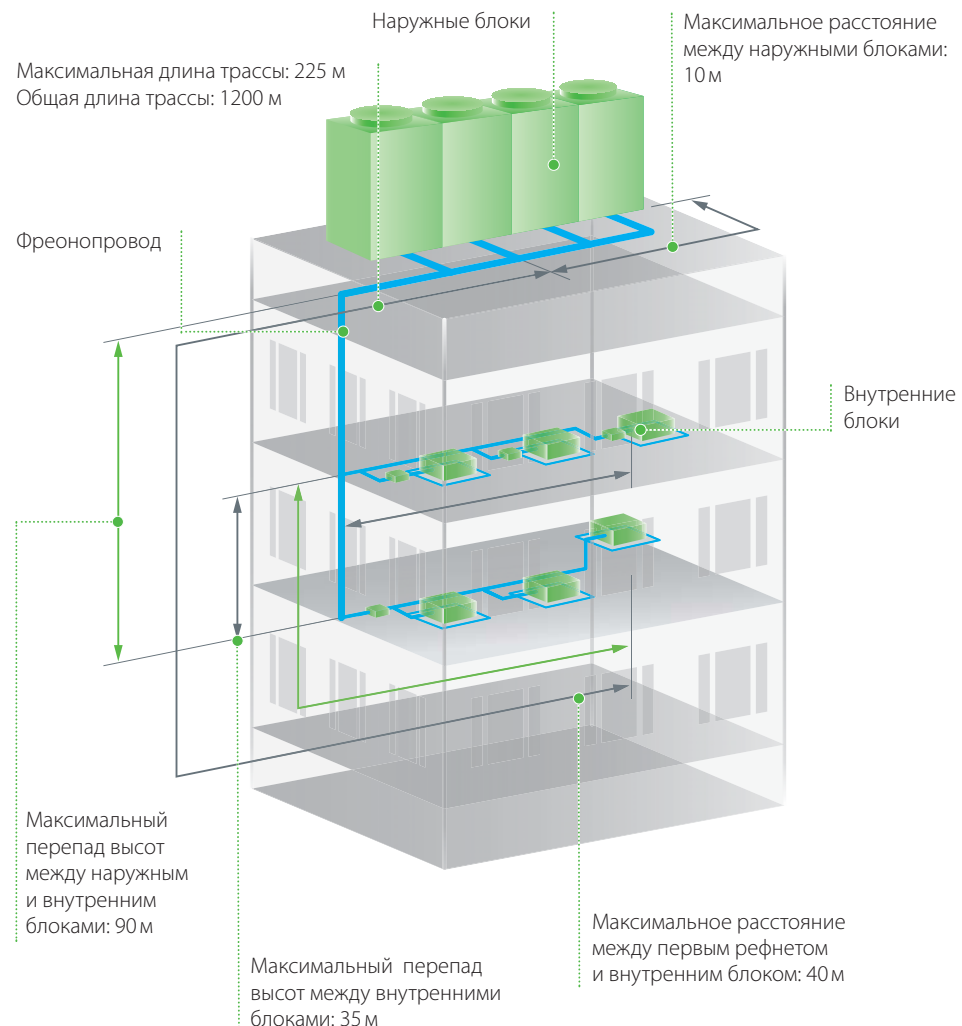 Наружные блоки
Максимальное расстояние
между наружными блоками:
10 м
Максимальная длина трассы: 225 м
Общая длина трассы: 1200 м
Фреонопровод
Внутренние
блоки
Максимальный
перепад высот
между наружным
и внутренним
блоками: 90 м
Максимальное расстояние
между первым рефнетом
и внутренним блоком: 40 м
Максимальный перепад
высот между внутренними
блоками: 35 м